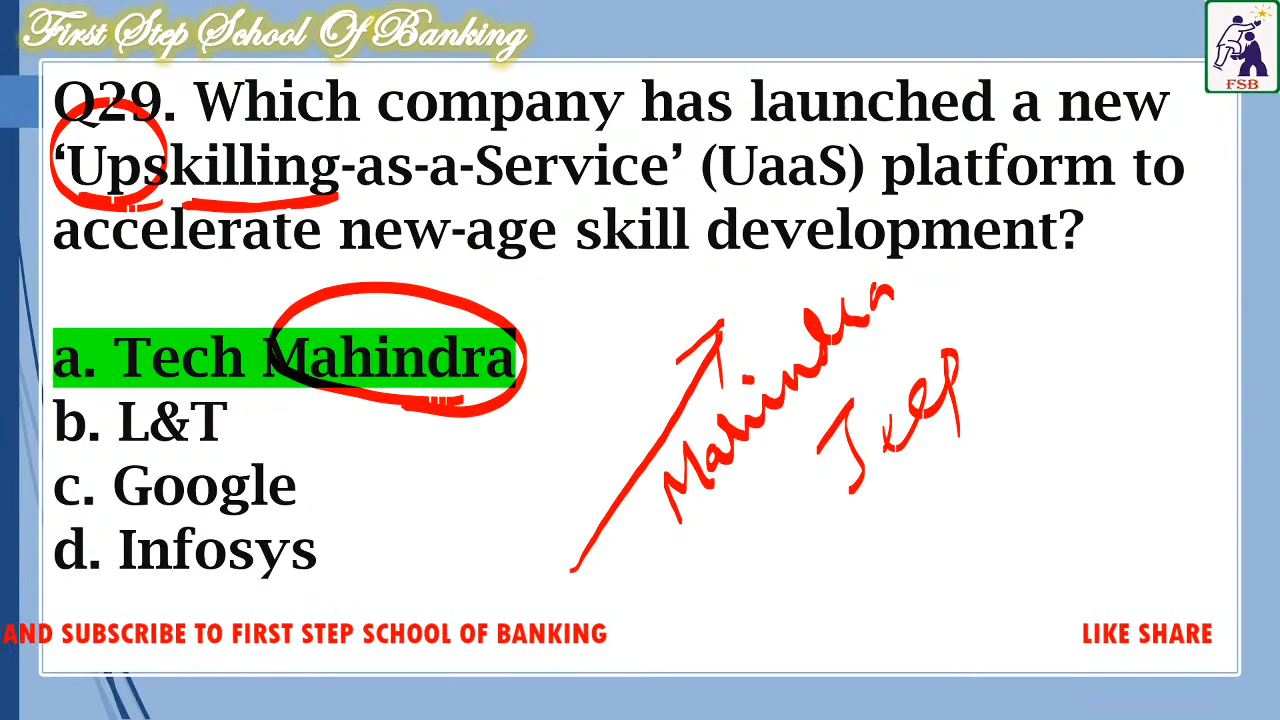 First Step School Of Banking
FSB
Q29. Which company has launched a new
‘Upskilling-as-a-Service’ (UaaS) platform to
accelerate new-age skill development?
a. Tech Mahindra
b. L&T
c. Google
d. Infosys
Mahindra
Jeep
AND SUBSCRIBE TO FIRST STEP SCHOOL OF BANKING
LIKE SHARE